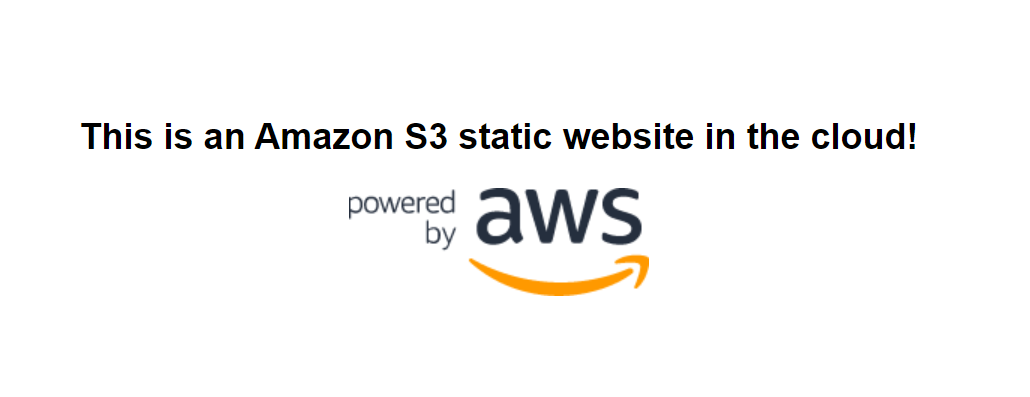 This is an Amazon S3 static website in the cloud!
powered
by
aws